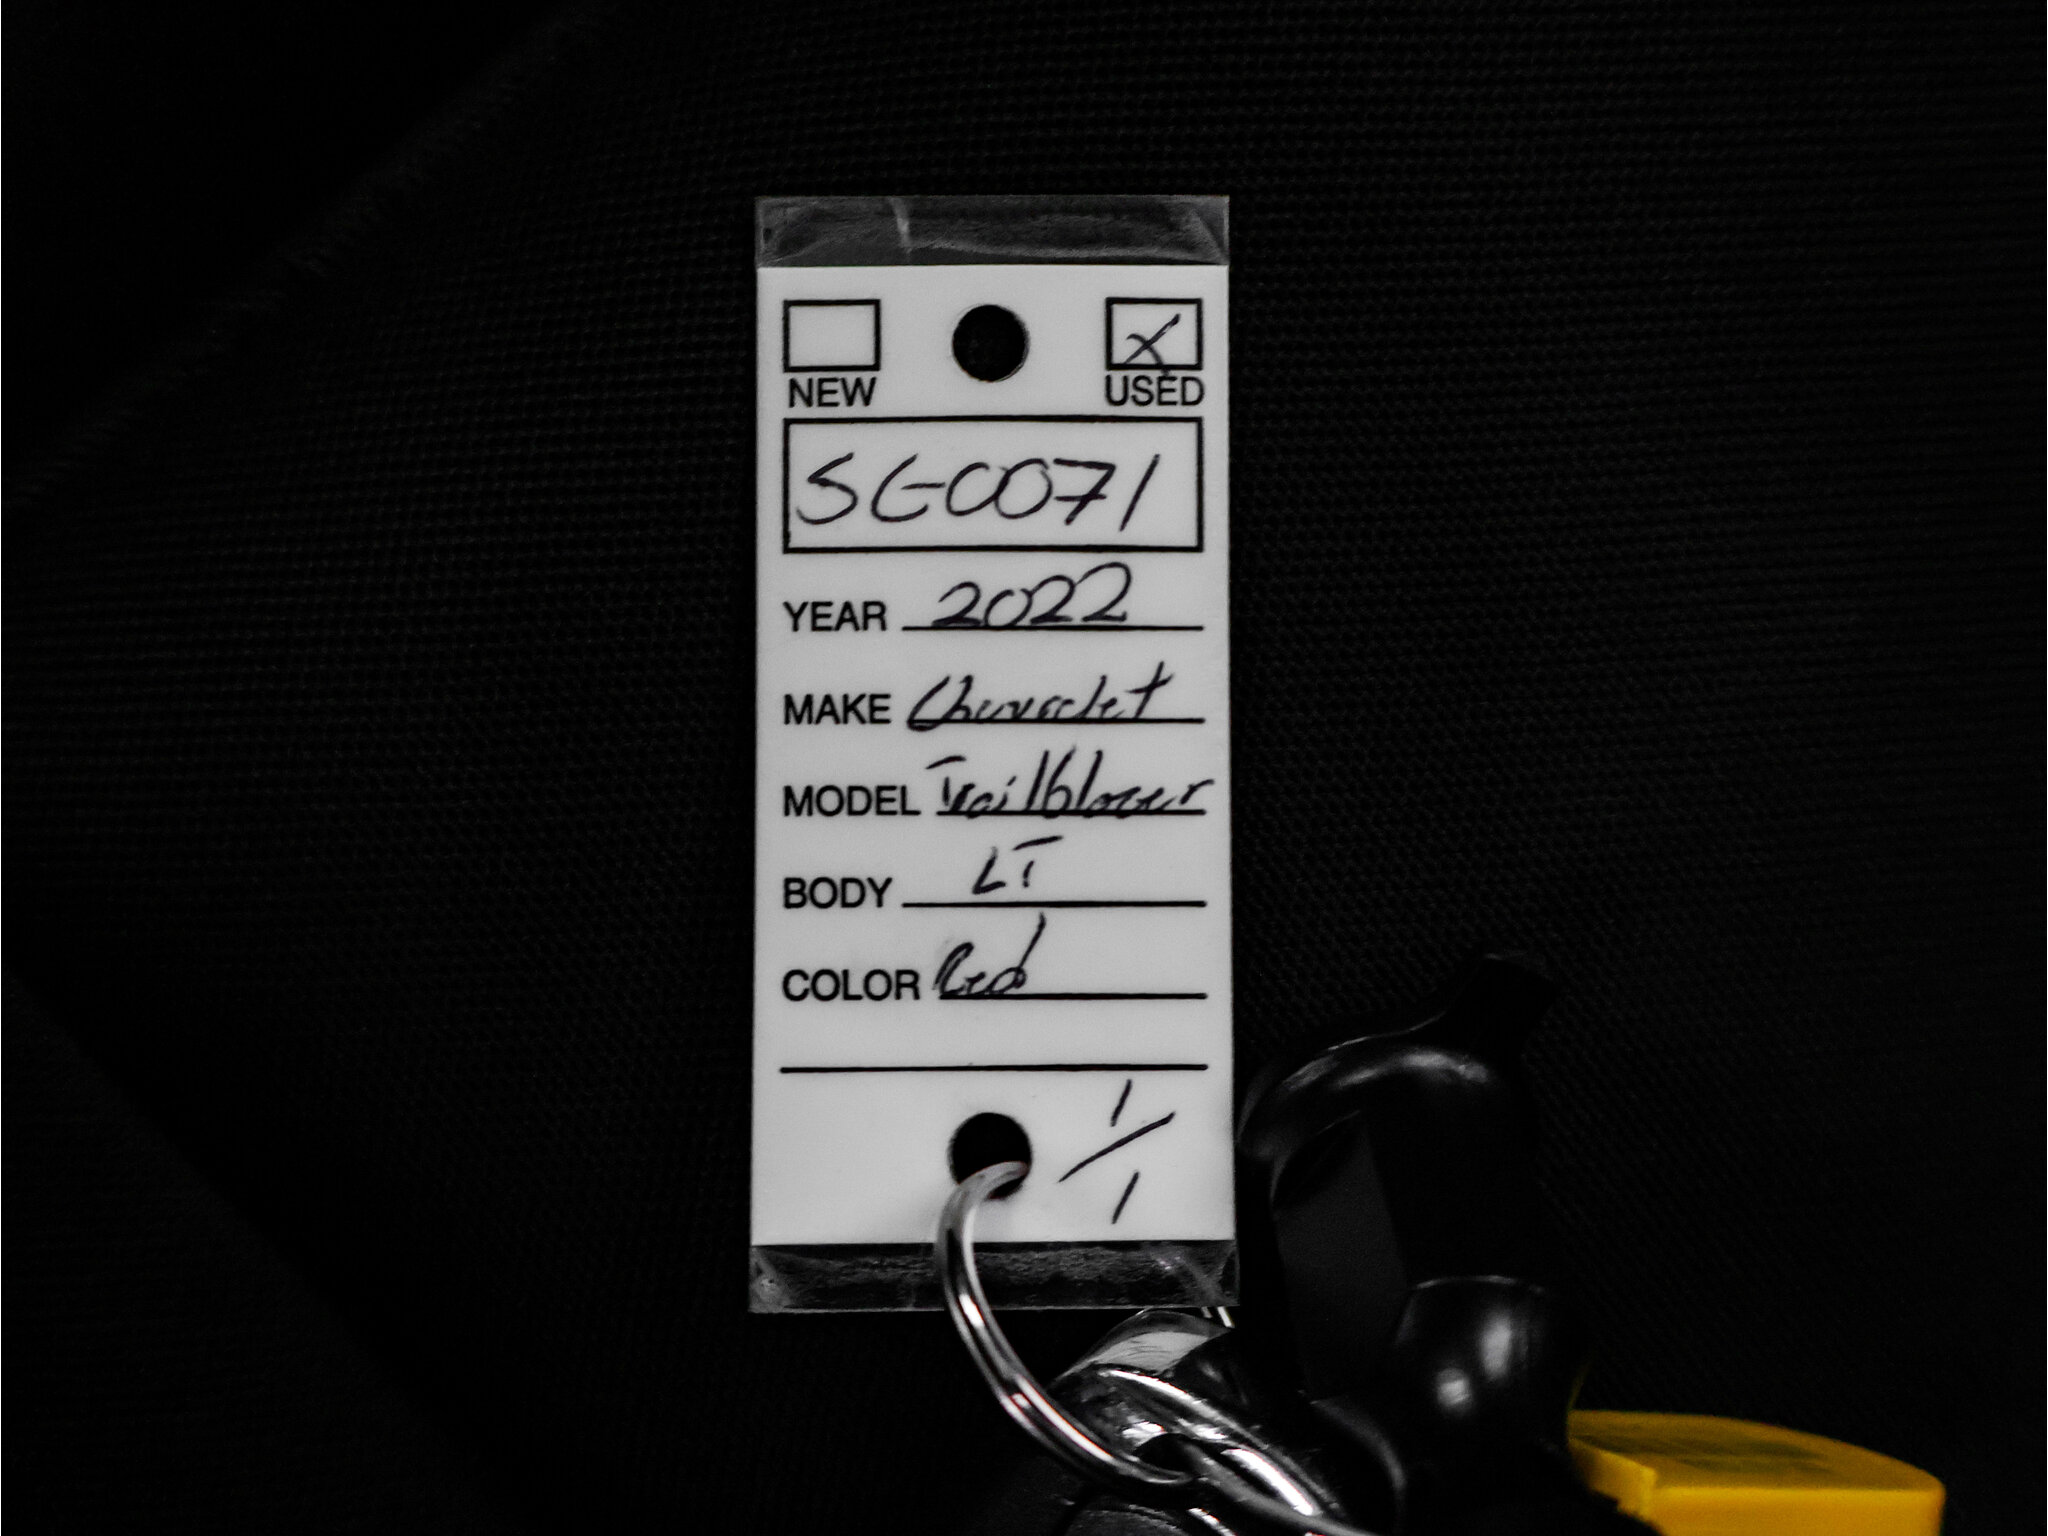 NEW USED
SG0071
YEAR 2022
MAKE Chevrolet
MODEL Trailblazer
BODY LT
COLOR Red
1/1